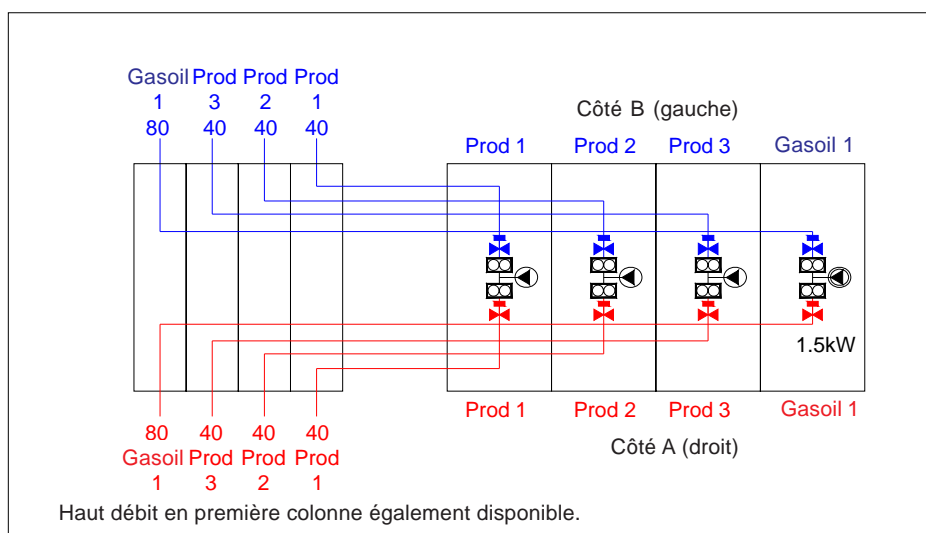 Gasoil Prod Prod Prod
1 3 2 1
80 40 40 40
Côté B (gauche)
Prod 1 Prod 2 Prod 3 Gasoil 1
1.5kW
Prod 1 Prod 2 Prod 3 Gasoil 1
Côté A (droit)
80 40 40 40
Gasoil Prod Prod Prod
1 3 2 1
Haut débit en première colonne également disponible.